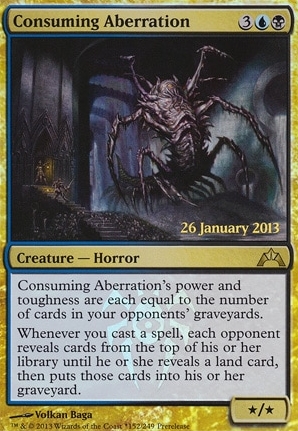 Consuming Aberration 3
26 January 2013
Creature — Horror
Consuming Aberration's power and
toughness are each equal to the number
of cards in your opponents' graveyards.
Whenever you cast a spell, each opponent
reveals cards from the top of his or her
library until he or she reveals a land card,
then puts those cards into his or her
graveyard.
*/*
Volkan Baga
™ & © 2013 Wizards of the Coast 152/249 Prerelease